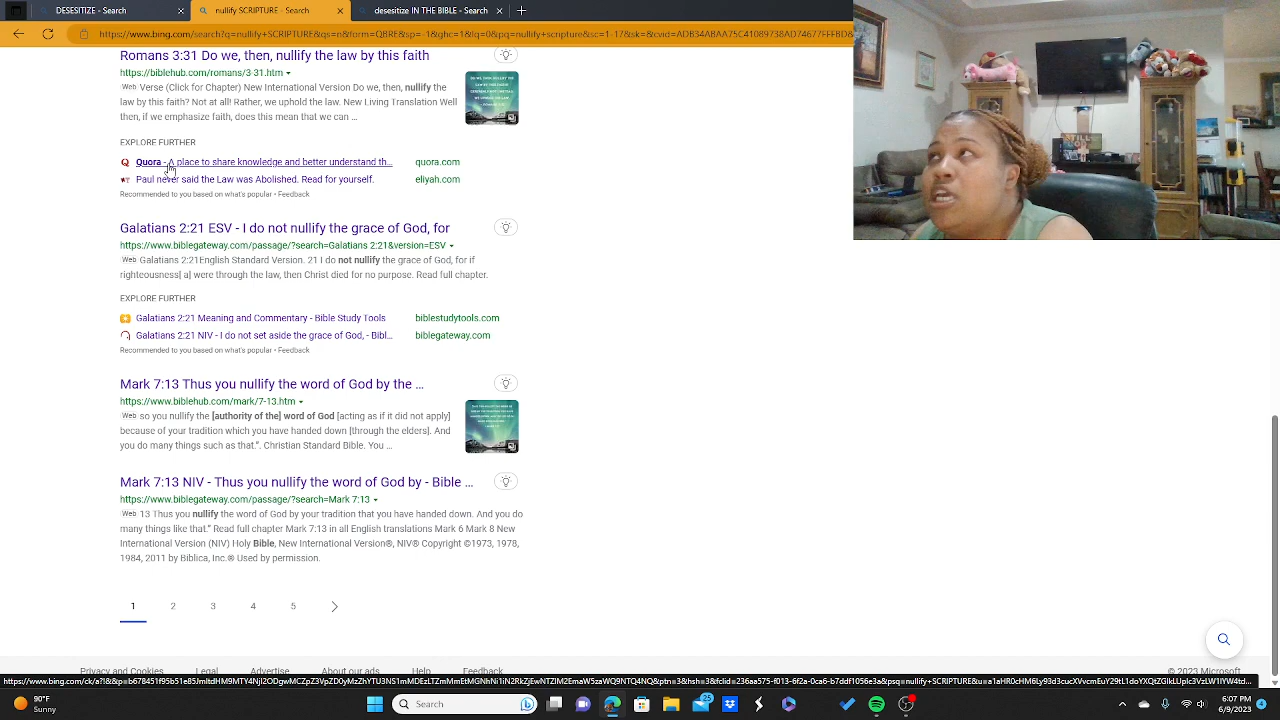 DESESITIZE - Search
nullify SCRIPTURE - Search
desesitize IN THE BIBLE - Search
Romans 3:31 Do we, then, nullify the law by this faith
https://biblehub.com/romans/3-31.htm
Web Verse (Click for Chapter) New International Version Do we, then, nullify the
law by this faith? Not at all! Rather, we uphold the law. New Living Translation Well
then, if we emphasize faith, does this mean that we can ...
EXPLORE FURTHER
Quora - A place to share knowledge and better understand th... quora.com
Paul never said the Law was Abolished. Read for yourself. eliyah.com
Recommended to you based on what's popular • Feedback
Galatians 2:21 ESV - I do not nullify the grace of God, for
https://www.biblegateway.com/passage/?search=Galatians 2:21&version=ESV
Web Galatians 2:21English Standard Version. 21 I do not nullify the grace of God, for if
righteousness[ a] were through the law, then Christ died for no purpose. Read full chapter.
EXPLORE FURTHER
Galatians 2:21 Meaning and Commentary - Bible Study Tools biblestudytools.com
Galatians 2:21 NIV - I do not set aside the grace of God, - Bibl... biblegateway.com
Recommended to you based on what's popular • Feedback
Mark 7:13 Thus you nullify the word of God by the ...
https://www.biblehub.com/mark/7-13.htm
Web so you nullify the [authority of the] word of God [acting as if it did not apply]
because of your tradition which you have handed down [through the elders]. And
you do many things such as that.". Christian Standard Bible. You ...
Mark 7:13 NIV - Thus you nullify the word of God by - Bible ...
https://www.biblegateway.com/passage/?search=Mark 7:13
Web 13 Thus you nullify the word of God by your tradition that you have handed down. And you do
many things like that." Read full chapter Mark 7:13 in all English translations Mark 6 Mark 8 New
International Version (NIV) Holy Bible, New International Version®, NIV® Copyright ©1973, 1978,
1984, 2011 by Biblica, Inc.® Used by permission.
1 2 3 4 5
Privacy and Cookies Legal Advertise About our ads Help Feedback © 2023 Microsoft
Search
25
90°F
Sunny
6:07 PM
6/9/2023
4